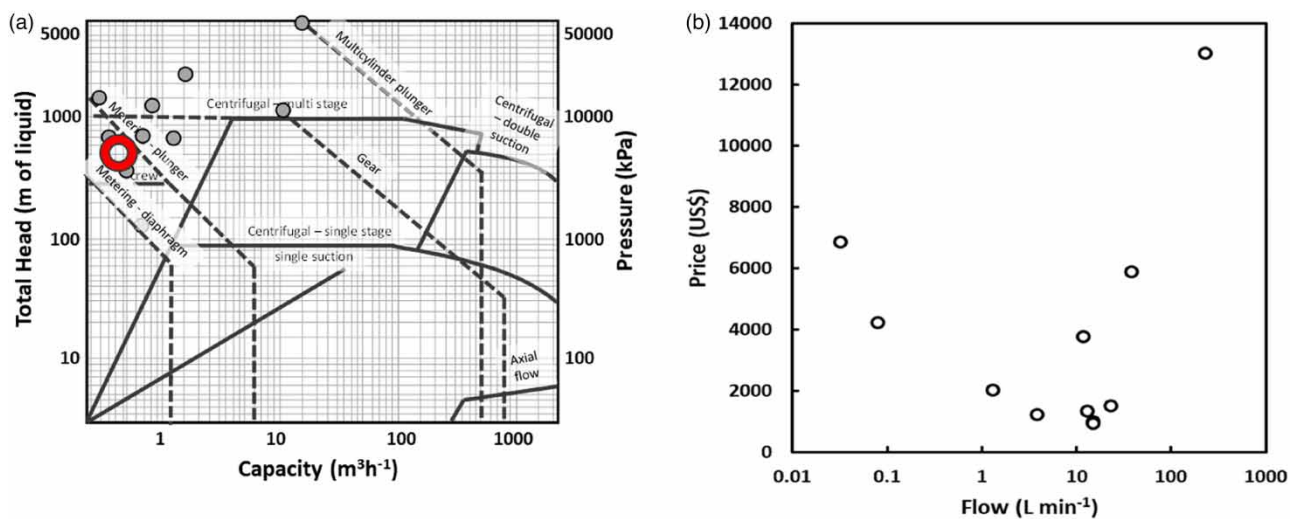 (a)
5000
1000
100
10
Total Head (m of liquid)
50000
10000
1000
100
Pressure (kPa)
1
10
100
1000
Capacity (m³h⁻¹)
Multicylinder plunger
Centrifugal – multi stage
Centrifugal
– double
suction
Metering - plunger
Gear
crew
Metering - diaphragm
Centrifugal – single stage
single suction
Axial
flow
(b)
14000
12000
10000
8000
6000
4000
2000
0
Price (US$)
0.01
0.1
1
10
100
1000
Flow (L min⁻¹)